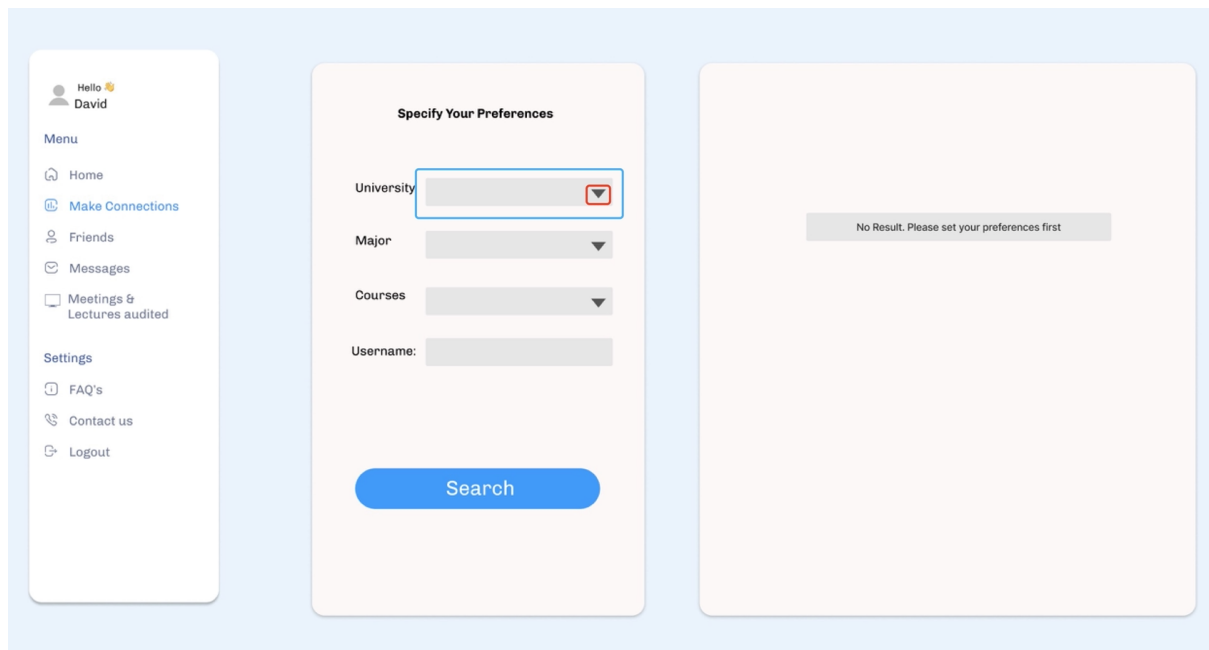 Hello 👋
David
Menu
Home
Make Connections
Friends
Messages
Meetings &
Lectures audited
Settings
FAQ's
Contact us
Logout
Specify Your Preferences
University
Major
Courses
Username:
Search
No Result. Please set your preferences first